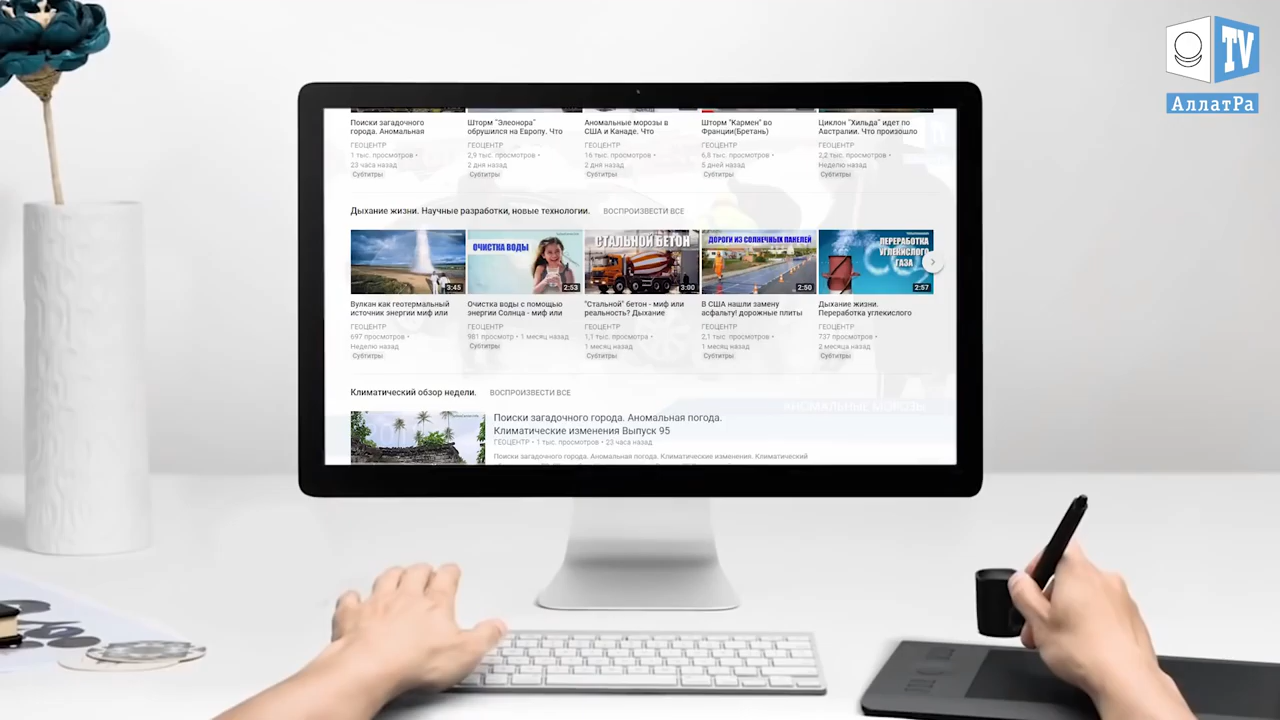 TV
АллатРа
Поиски загадочного
города. Аномальная
ГЕОЦЕНТР
1 тыс. просмотров •
23 часа назад
Субтитры
Шторм "Элеонора"
обрушился на Европу. Что
ГЕОЦЕНТР
2,9 тыс. просмотров •
2 дня назад
Субтитры
Аномальные морозы в
США и Канаде. Что
ГЕОЦЕНТР
16 тыс. просмотров •
2 дня назад
Субтитры
Шторм "Кармен" во
Франции(Бретань)
ГЕОЦЕНТР
6,8 тыс. просмотров •
5 дней назад
Субтитры
Циклон "Хильда" идет по
Австралии. Что произошло
ГЕОЦЕНТР
2,2 тыс. просмотров •
Неделю назад
Субтитры
Дыхание жизни. Научные разработки, новые технологии. ВОСПРОИЗВЕСТИ ВСЕ
3:45
Вулкан как геотермальный
источник энергии миф или
ГЕОЦЕНТР
697 просмотров •
Неделю назад
Субтитры
ОЧИСТКА ВОДЫ
2:53
Очистка воды с помощью
энергии Солнца - миф или
ГЕОЦЕНТР
981 просмотр • 1 месяц назад
Субтитры
СТАЛЬНОЙ БЕТОН
3:00
"Стальной" бетон - миф или
реальность? Дыхание
ГЕОЦЕНТР
1,1 тыс. просмотра •
1 месяц назад
Субтитры
ДОРОГИ ИЗ СОЛНЕЧНЫХ ПАНЕЛЕЙ
2:50
В США нашли замену
асфальту! дорожные плиты
ГЕОЦЕНТР
2,1 тыс. просмотров •
1 месяц назад
Субтитры
ПЕРЕРАБОТКА
УГЛЕКИСЛОГО
ГАЗА
2:57
Дыхание жизни.
Переработка углекислого
ГЕОЦЕНТР
737 просмотров •
2 месяца назад
Субтитры
Климатический обзор недели. ВОСПРОИЗВЕСТИ ВСЕ
АНОМАЛЬНЫЕ МОРОЗЫ
Поиски загадочного города. Аномальная погода.
Климатические изменения Выпуск 95
ГЕОЦЕНТР • 1 тыс. просмотров • 23 часа назад
Поиски загадочного города. Аномальная погода. Климатические изменения. Климатический